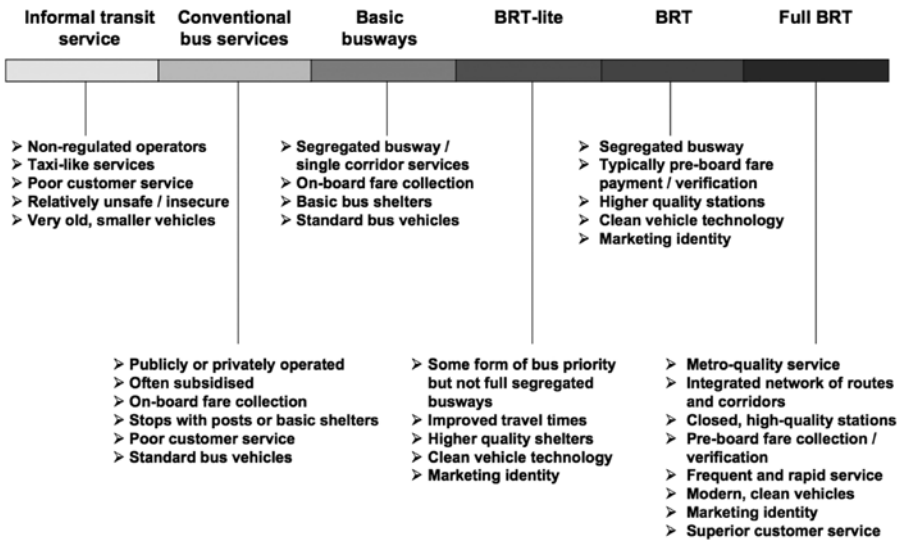 Informal transit
service
Conventional
bus services
Basic
busways
BRT-lite
BRT
Full BRT
➢ Non-regulated operators
➢ Taxi-like services
➢ Poor customer service
➢ Relatively unsafe / insecure
➢ Very old, smaller vehicles
➢ Segregated busway /
single corridor services
➢ On-board fare collection
➢ Basic bus shelters
➢ Standard bus vehicles
➢ Segregated busway
➢ Typically pre-board fare
payment / verification
➢ Higher quality stations
➢ Clean vehicle technology
➢ Marketing identity
➢ Publicly or privately operated
➢ Often subsidised
➢ On-board fare collection
➢ Stops with posts or basic shelters
➢ Poor customer service
➢ Standard bus vehicles
➢ Some form of bus priority
but not full segregated
busways
➢ Improved travel times
➢ Higher quality shelters
➢ Clean vehicle technology
➢ Marketing identity
➢ Metro-quality service
➢ Integrated network of routes
and corridors
➢ Closed, high-quality stations
➢ Pre-board fare collection /
verification
➢ Frequent and rapid service
➢ Modern, clean vehicles
➢ Marketing identity
➢ Superior customer service